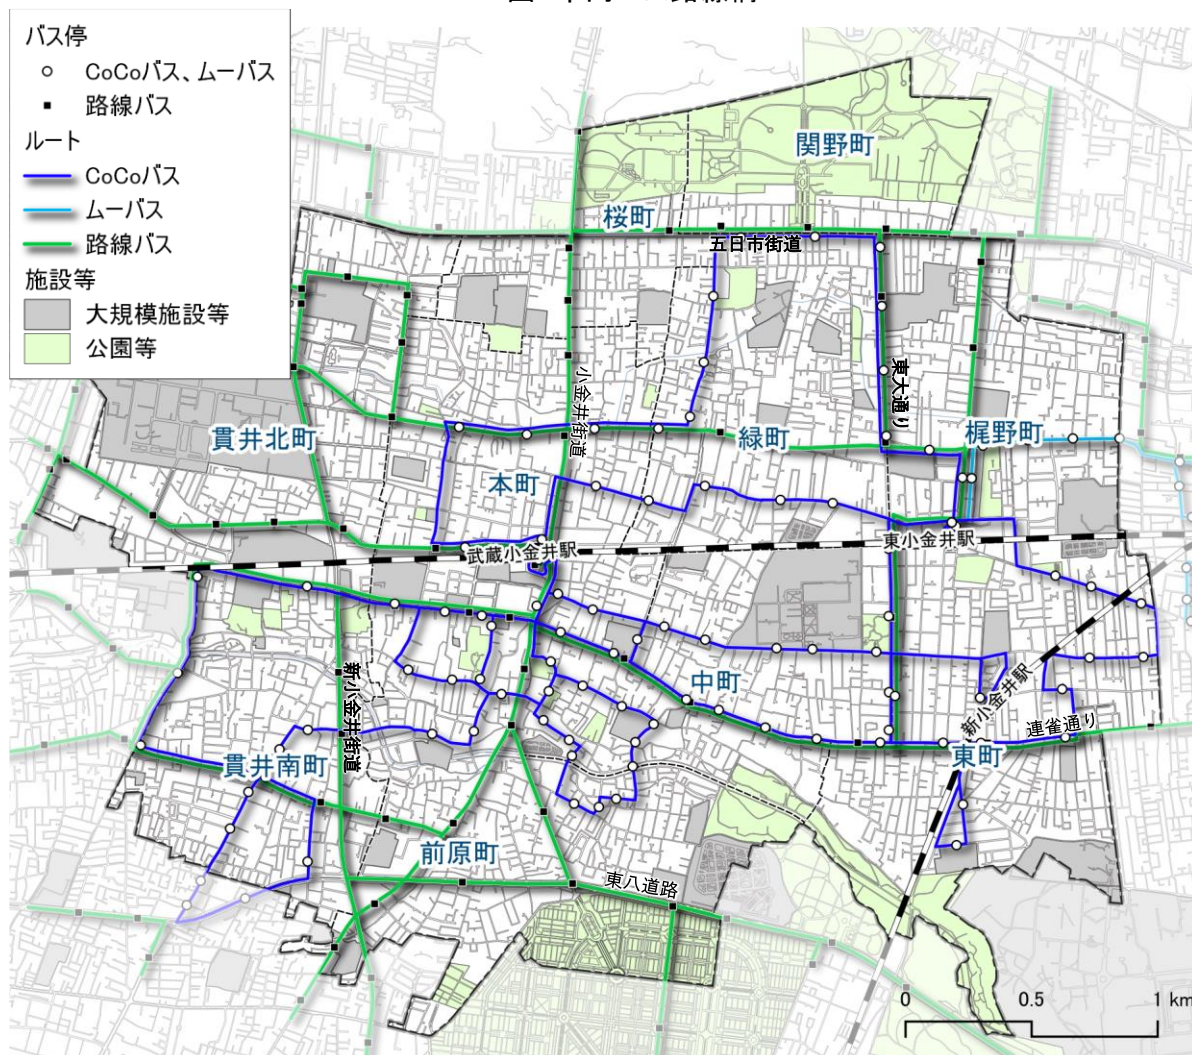 バス停
CoCoバス、ムーバス
路線バス
ルート
CoCoバス
ムーバス
路線バス
施設等
大規模施設等
公園等
関野町
桜町
五日市街道
小金井街道
東大通り
貫井北町
緑町
梶野町
本町
武蔵小金井駅
東小金井駅
新小金井街道
中町
新小金井駅
連雀通り
貫井南町
東町
前原町
東八道路
0 0.5 1 km